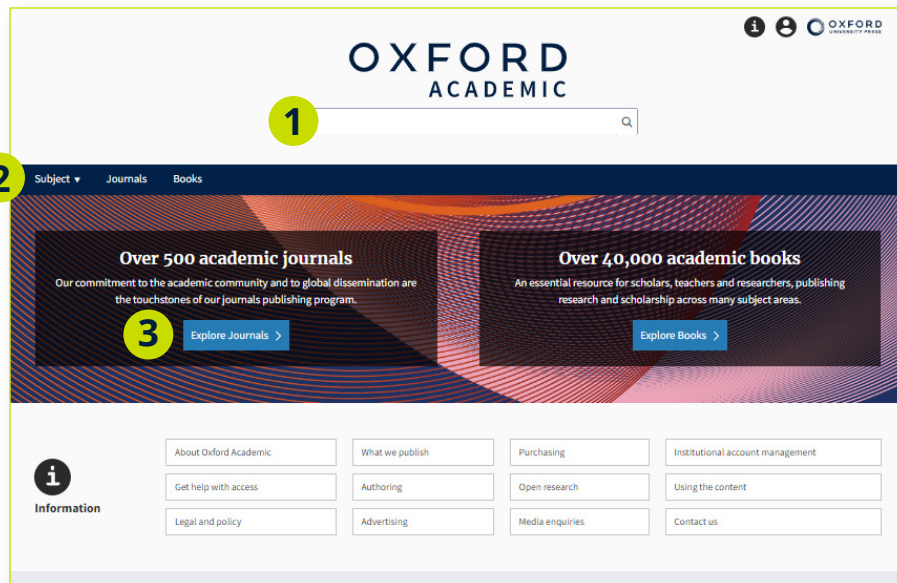 i OXFORD
UNIVERSITY PRESS
OXFORD
ACADEMIC
1
2 Subject ▾ Journals Books
Over 500 academic journals
Our commitment to the academic community and to global dissemination are
the touchstones of our journals publishing program.
3 Explore Journals >
Over 40,000 academic books
An essential resource for scholars, teachers and researchers, publishing
research and scholarship across many subject areas.
Explore Books >
i
Information
About Oxford Academic What we publish Purchasing Institutional account management
Get help with access Authoring Open research Using the content
Legal and policy Advertising Media enquiries Contact us